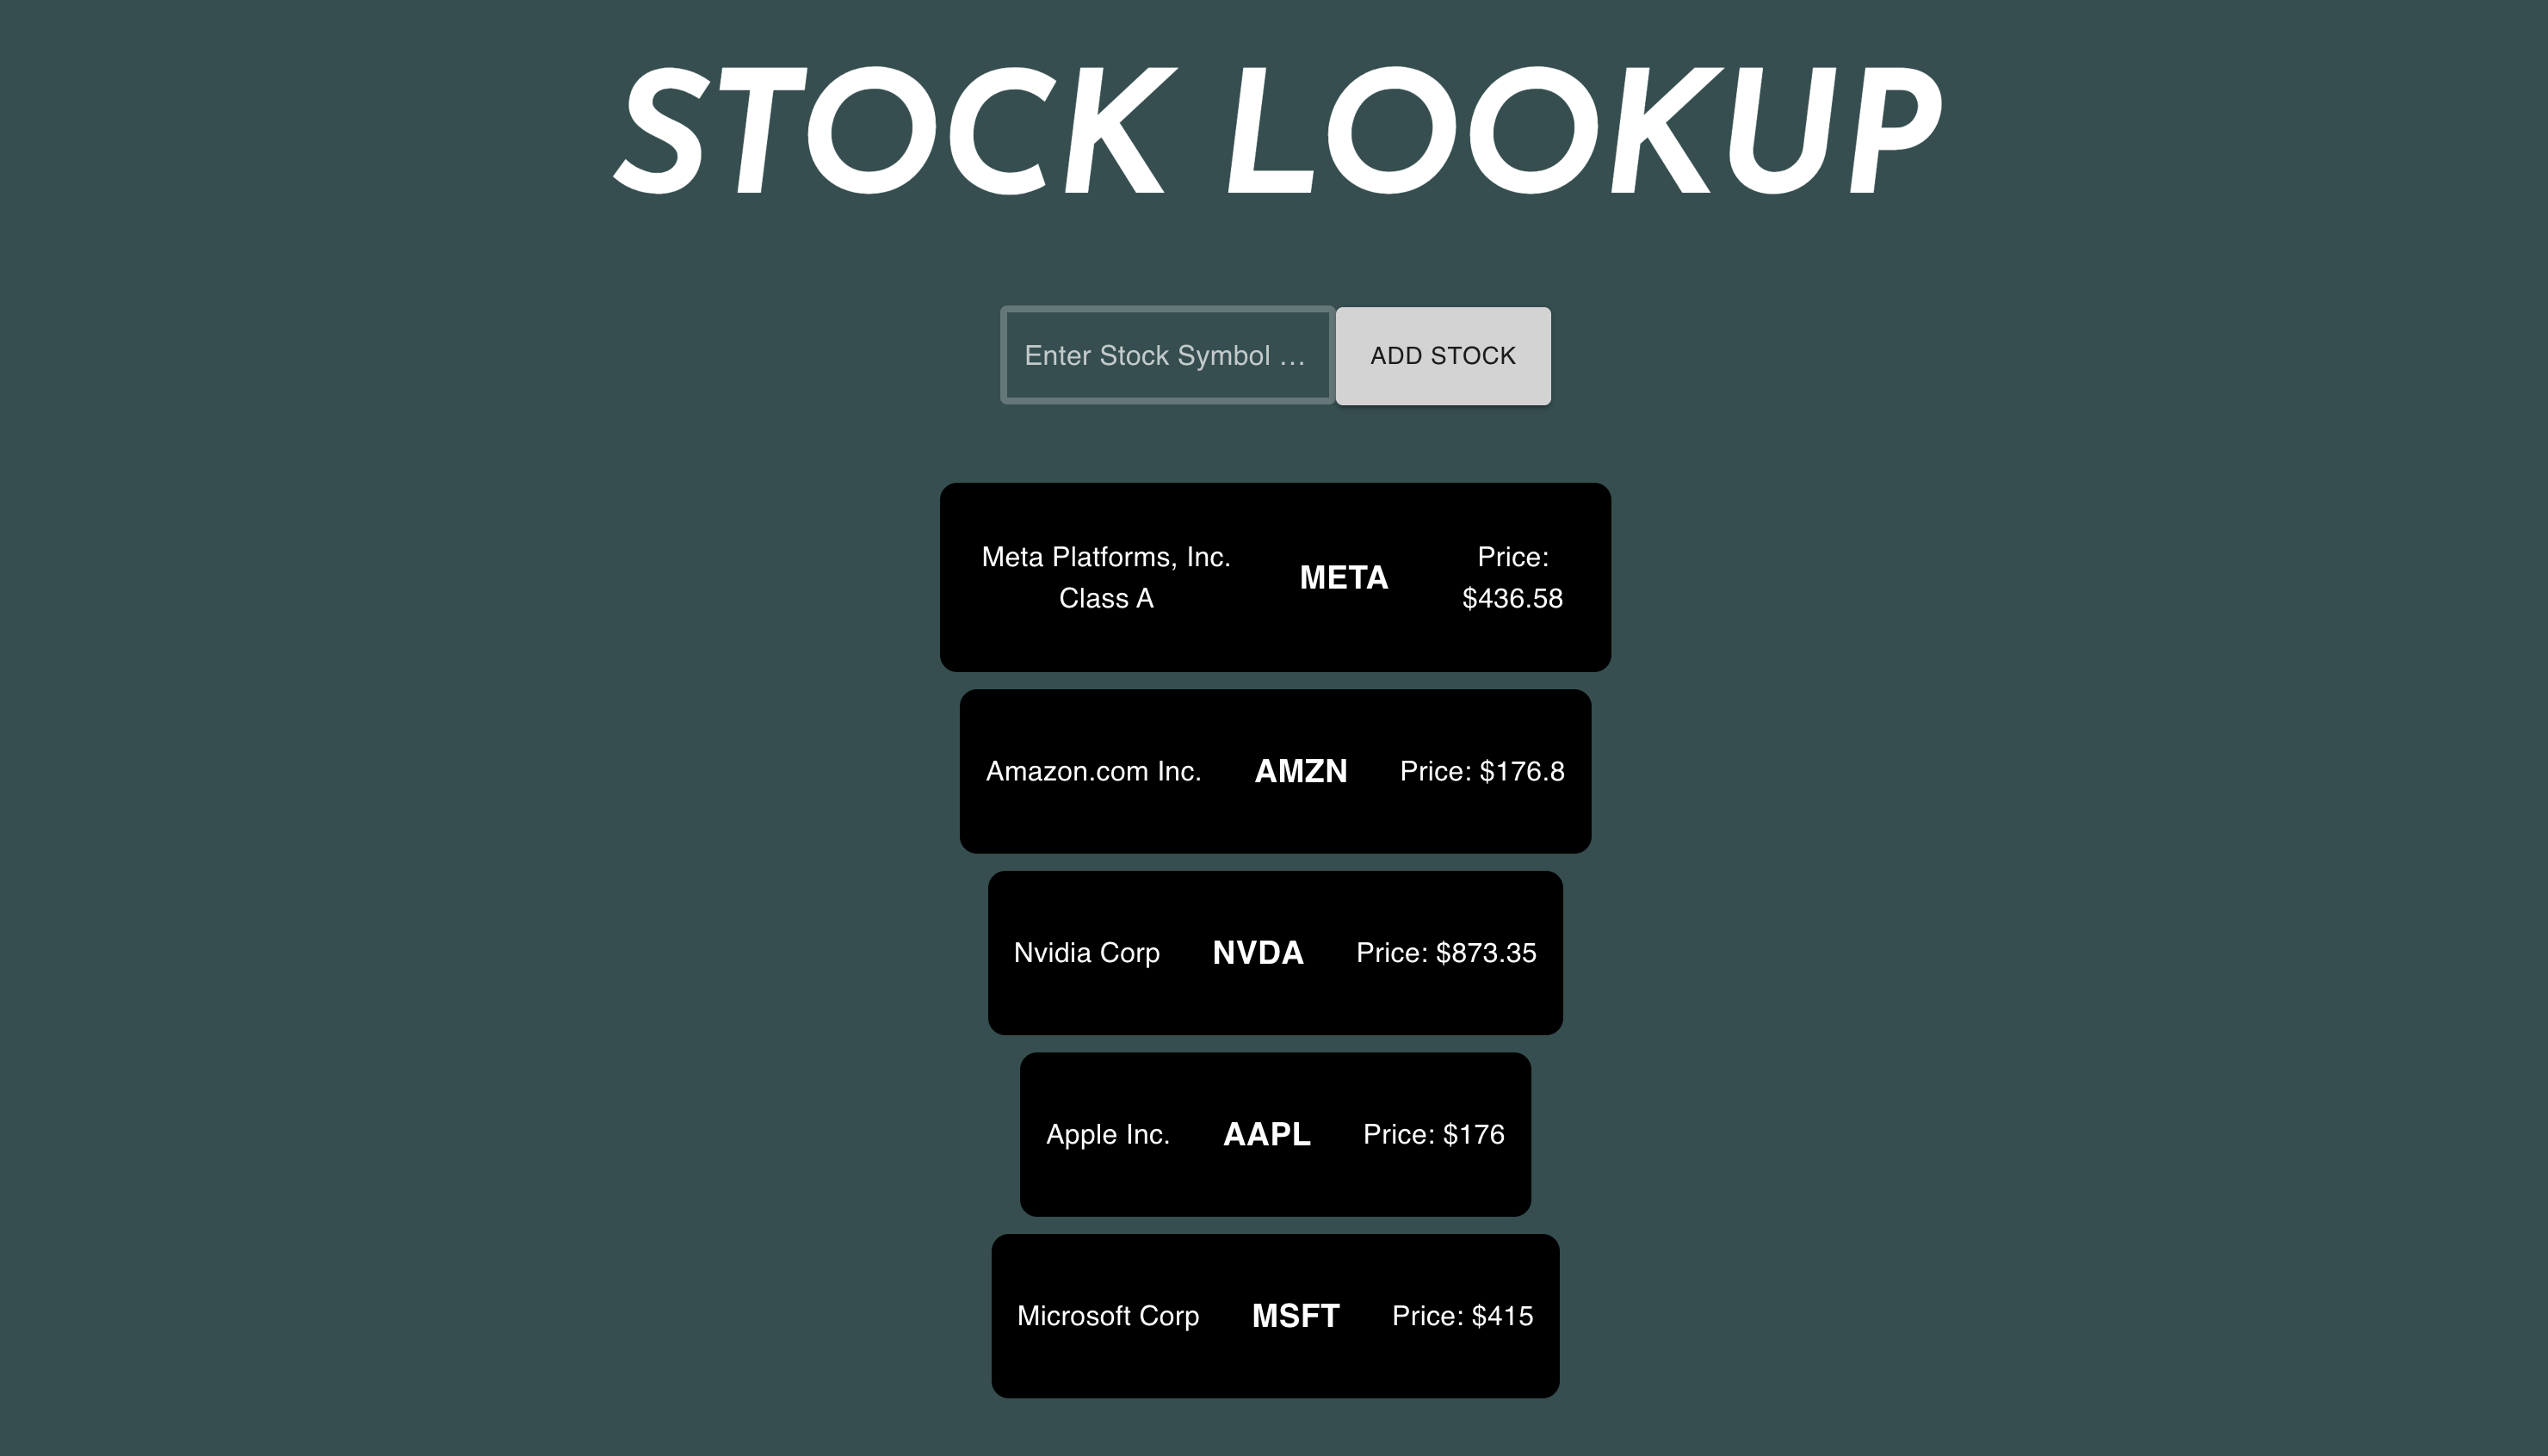 STOCK LOOKUP
Enter Stock Symbol ...
ADD STOCK
Meta Platforms, Inc.
Class A
META
Price:
$436.58
Amazon.com Inc. AMZN Price: $176.8
Nvidia Corp NVDA Price: $873.35
Apple Inc. AAPL Price: $176
Microsoft Corp MSFT Price: $415